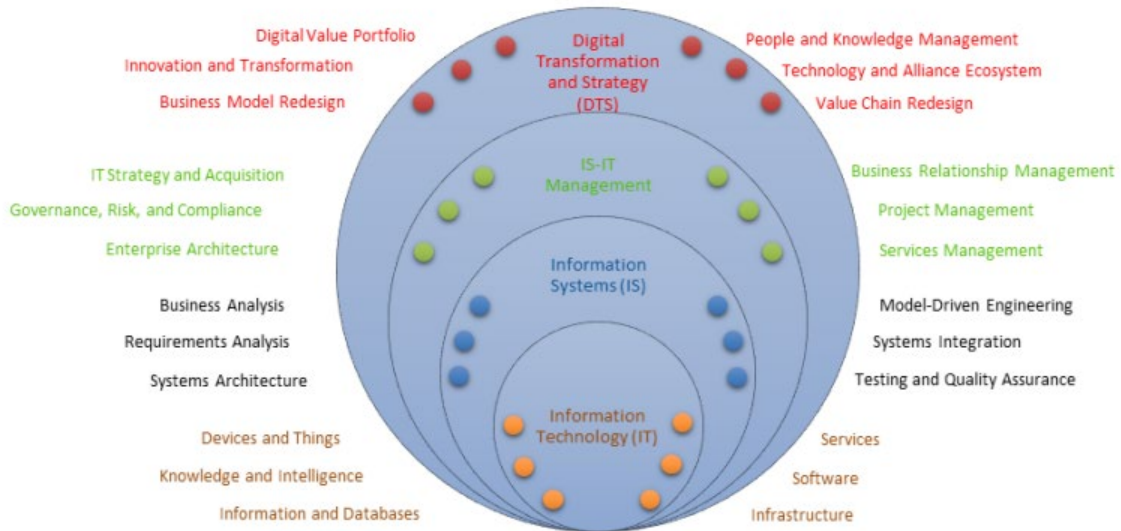 Digital Value Portfolio
Innovation and Transformation
Business Model Redesign
Digital
Transformation
and Strategy
(DTS)
People and Knowledge Management
Technology and Alliance Ecosystem
Value Chain Redesign
IT Strategy and Acquisition
Governance, Risk, and Compliance
Enterprise Architecture
IS-IT
Management
Business Relationship Management
Project Management
Services Management
Business Analysis
Requirements Analysis
Systems Architecture
Information
Systems (IS)
Model-Driven Engineering
Systems Integration
Testing and Quality Assurance
Devices and Things
Knowledge and Intelligence
Information and Databases
Information
Technology (IT)
Services
Software
Infrastructure